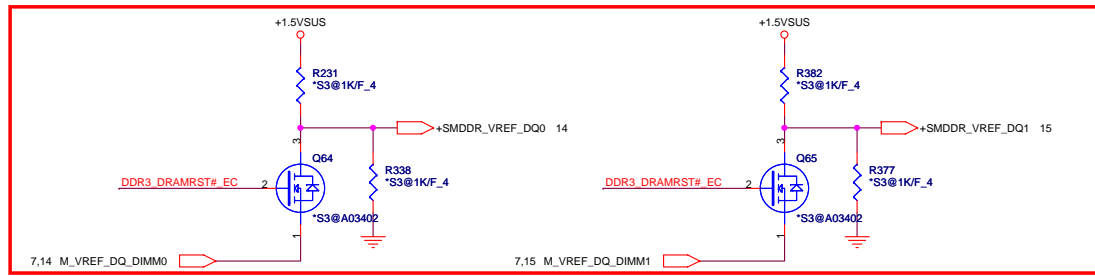 +1.5VSUS
R231
*S3@1K/F_4
+SMDDR_VREF_DQ0 14
3
Q64
R338
*S3@1K/F_4
DDR3_DRAMRST#_EC
2
*S3@A03402
1
7,14 M_VREF_DQ_DIMM0
+1.5VSUS
R382
*S3@1K/F_4
+SMDDR_VREF_DQ1 15
3
Q65
R377
*S3@1K/F_4
DDR3_DRAMRST#_EC
2
*S3@A03402
1
7,15 M_VREF_DQ_DIMM1